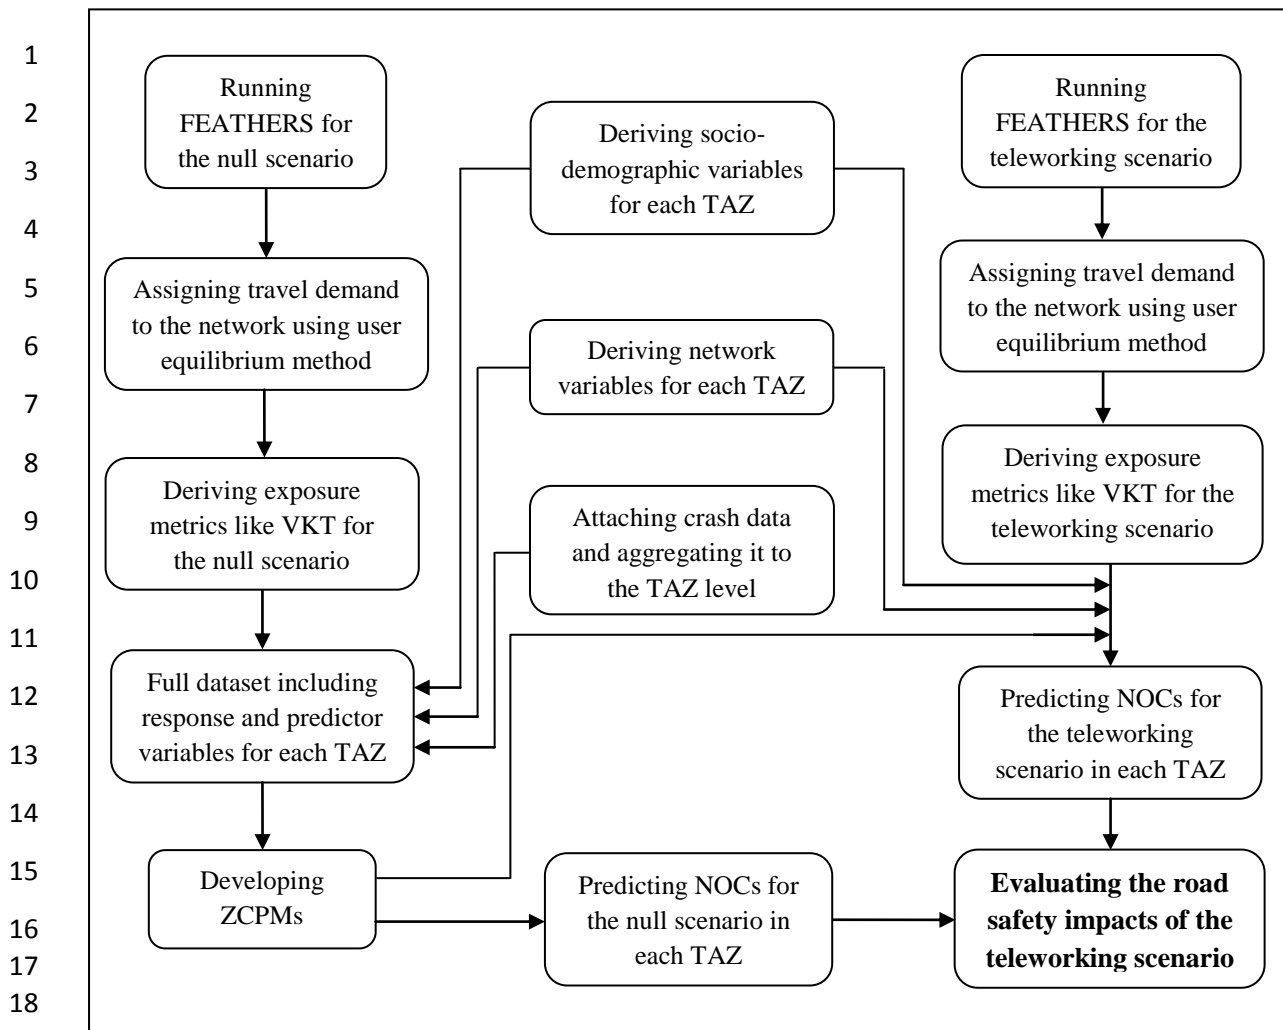 1
2
3
4
5
6
7
8
9
10
11
12
13
14
15
16
17
18
Running
FEATHERS for
the null scenario
Assigning travel demand
to the network using user
equilibrium method
Deriving exposure
metrics like VKT for
the null scenario
Full dataset including
response and predictor
variables for each TAZ
Developing
ZCPMs
Deriving socio-
demographic variables
for each TAZ
Deriving network
variables for each TAZ
Attaching crash data
and aggregating it to
the TAZ level
Predicting NOCs for
the null scenario in
each TAZ
Running
FEATHERS for the
teleworking scenario
Assigning travel demand
to the network using user
equilibrium method
Deriving exposure
metrics like VKT for the
teleworking scenario
Predicting NOCs for
the teleworking
scenario in each TAZ
Evaluating the road
safety impacts of the
teleworking scenario